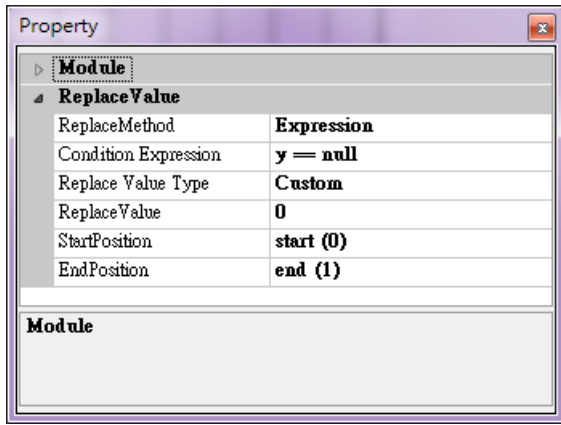 Property
Module
ReplaceValue
ReplaceMethod Expression
Condition Expression y == null
Replace Value Type Custom
ReplaceValue 0
StartPosition start (0)
EndPosition end (1)
Module